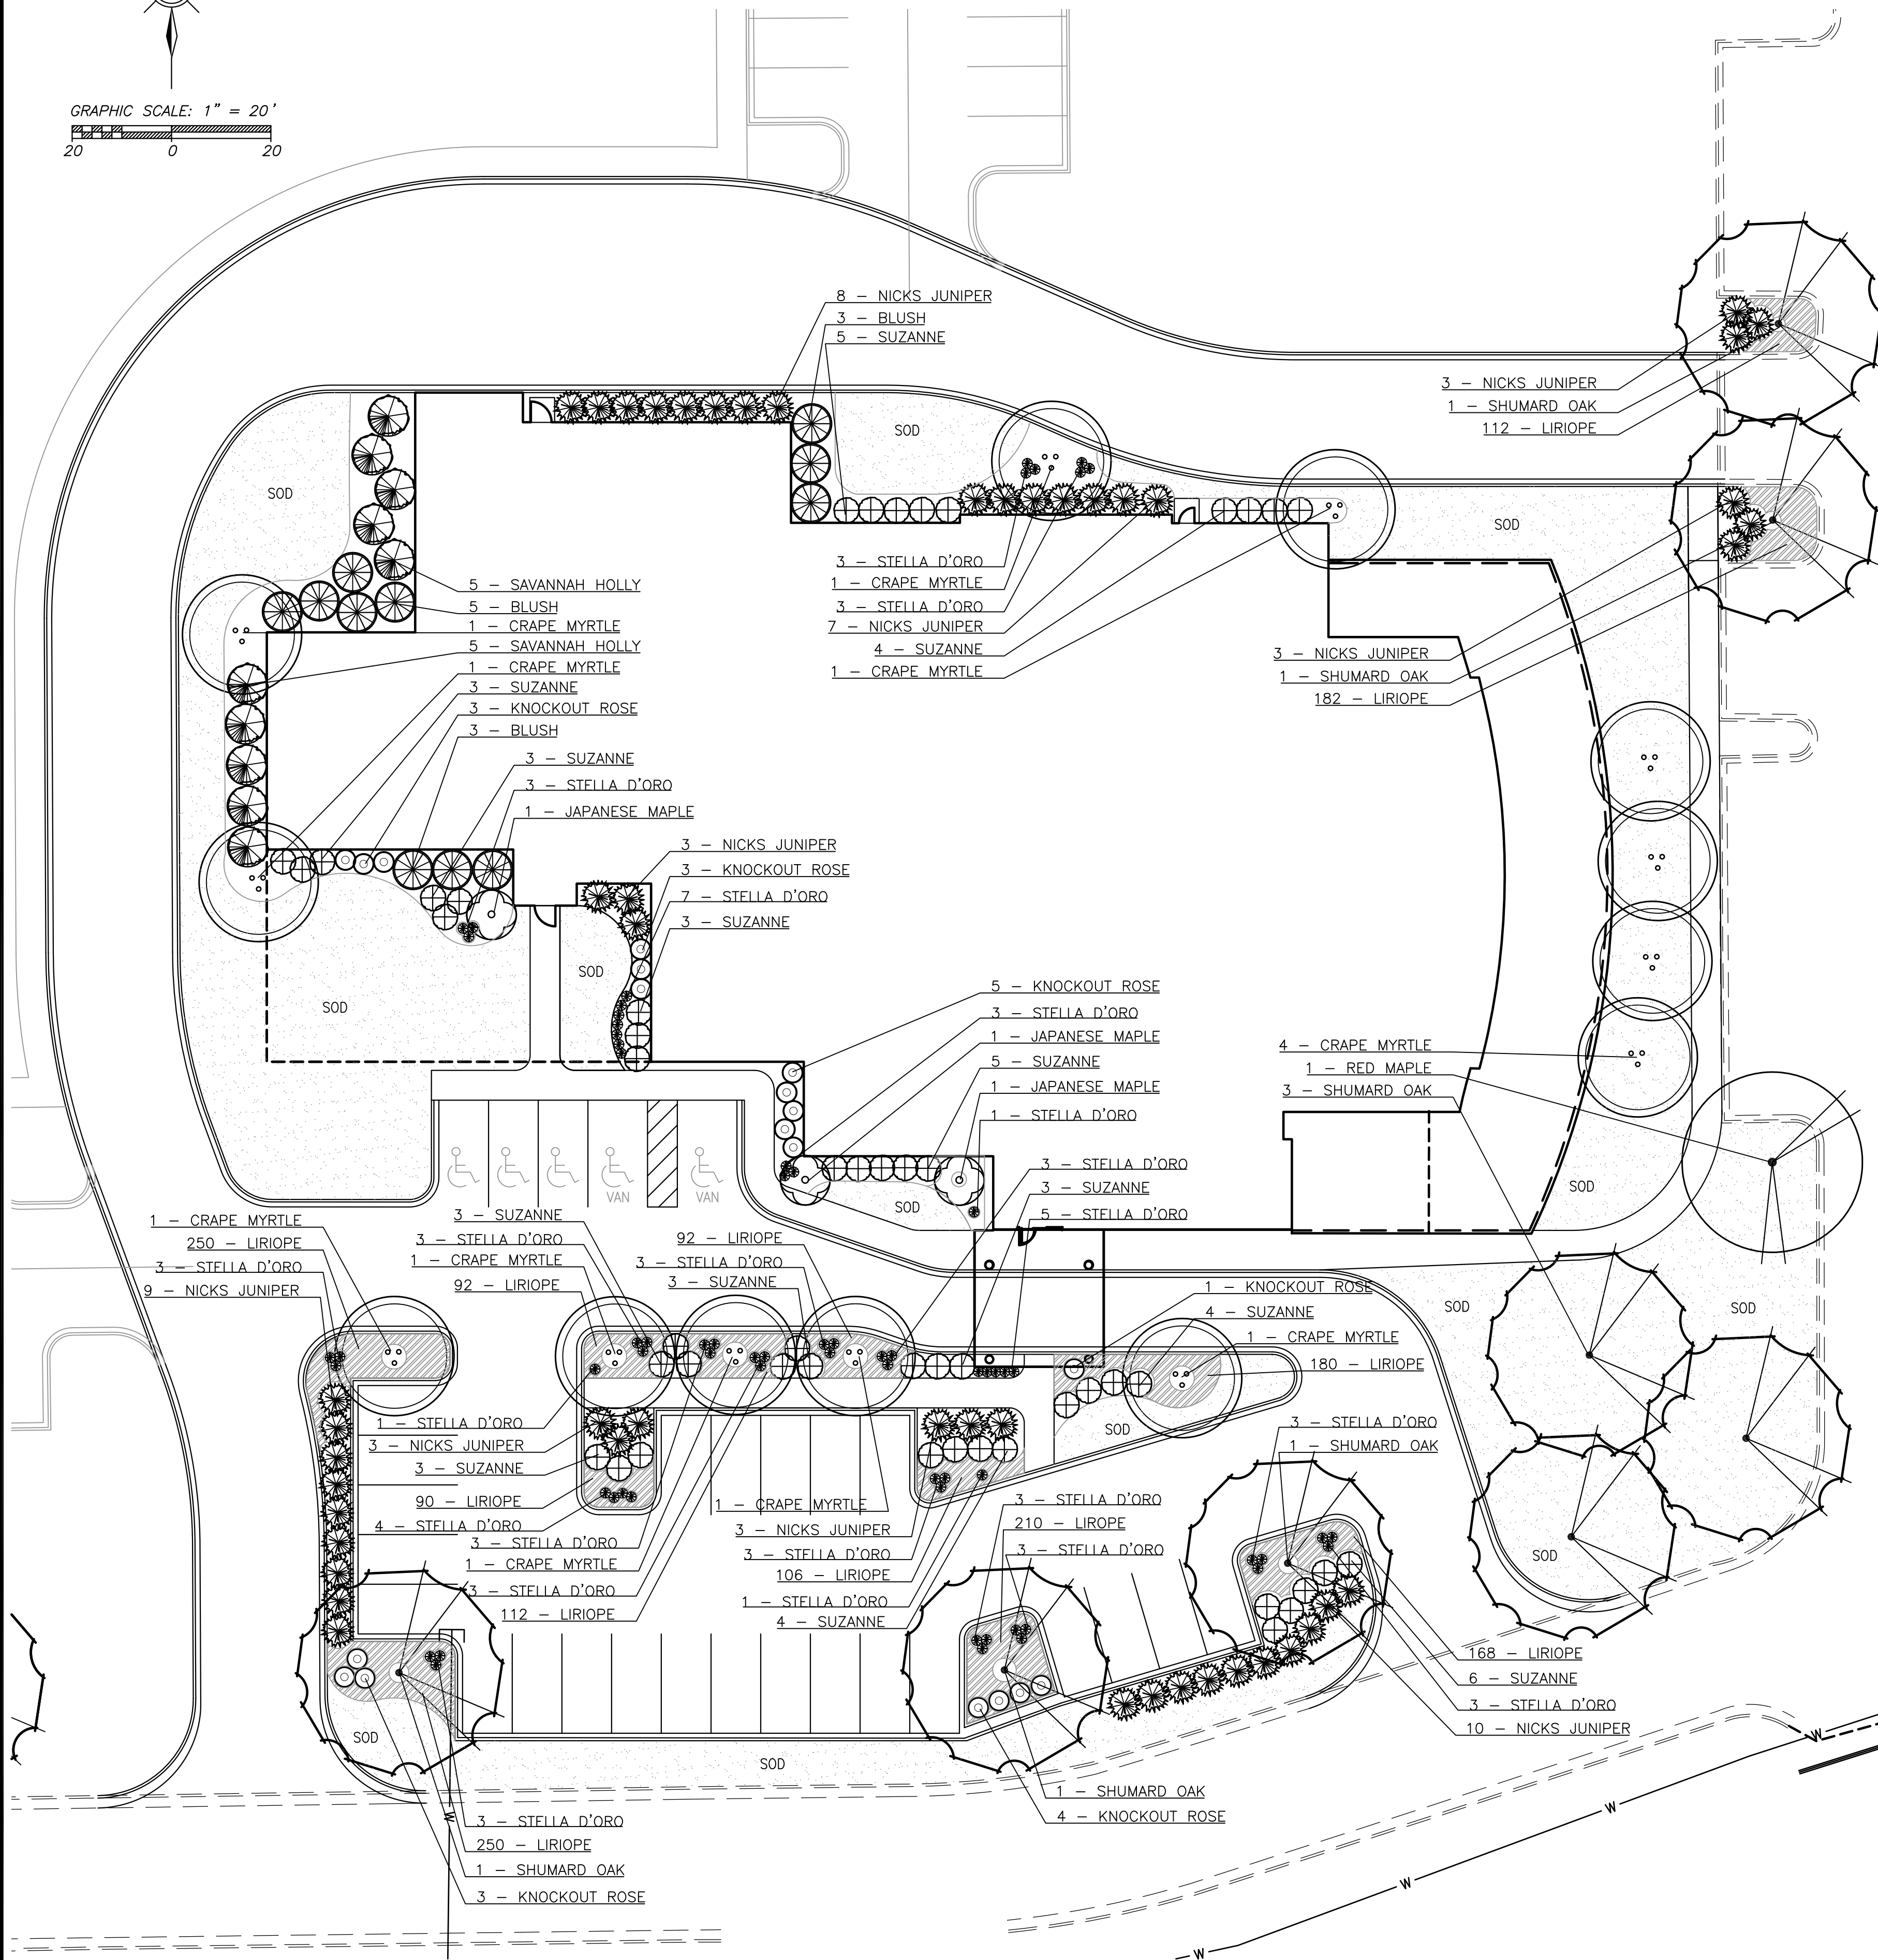 GRAPHIC SCALE: 1" = 20'
20 0 20
8 – NICKS JUNIPER
3 – BLUSH
5 – SUZANNE
3 – NICKS JUNIPER
1 – SHUMARD OAK
112 – LIRIOPE
SOD
SOD
SOD
3 – STELLA D'ORO
1 – CRAPE MYRTLE
3 – STELLA D'ORO
7 – NICKS JUNIPER
4 – SUZANNE
1 – CRAPE MYRTLE
3 – NICKS JUNIPER
1 – SHUMARD OAK
182 – LIRIOPE
5 – SAVANNAH HOLLY
5 – BLUSH
1 – CRAPE MYRTLE
5 – SAVANNAH HOLLY
1 – CRAPE MYRTLE
3 – SUZANNE
3 – KNOCKOUT ROSE
3 – BLUSH
3 – SUZANNE
3 – STELLA D'ORO
1 – JAPANESE MAPLE
3 – NICKS JUNIPER
3 – KNOCKOUT ROSE
7 – STELLA D'ORO
3 – SUZANNE
SOD
SOD
5 – KNOCKOUT ROSE
3 – STELLA D'ORO
1 – JAPANESE MAPLE
5 – SUZANNE
1 – JAPANESE MAPLE
1 – STELLA D'ORO
4 – CRAPE MYRTLE
1 – RED MAPLE
3 – SHUMARD OAK
VAN
VAN
SOD
SOD
3 – STELLA D'ORO
3 – SUZANNE
5 – STELLA D'ORO
1 – CRAPE MYRTLE
250 – LIRIOPE
3 – STELLA D'ORO
9 – NICKS JUNIPER
3 – SUZANNE
3 – STELLA D'ORO
1 – CRAPE MYRTLE
92 – LIRIOPE
92 – LIRIOPE
3 – STELLA D'ORO
3 – SUZANNE
1 – KNOCKOUT ROSE
4 – SUZANNE
1 – CRAPE MYRTLE
180 – LIRIOPE
SOD
SOD
SOD
1 – STELLA D'ORO
3 – NICKS JUNIPER
3 – SUZANNE
90 – LIRIOPE
4 – STELLA D'ORO
3 – STELLA D'ORO
1 – CRAPE MYRTLE
3 – STELLA D'ORO
112 – LIRIOPE
1 – CRAPE MYRTLE
3 – NICKS JUNIPER
3 – STELLA D'ORO
106 – LIRIOPE
1 – STELLA D'ORO
4 – SUZANNE
3 – STELLA D'ORO
1 – SHUMARD OAK
3 – STELLA D'ORO
210 – LIROPE
3 – STELLA D'ORO
SOD
168 – LIRIOPE
6 – SUZANNE
3 – STELLA D'ORO
10 – NICKS JUNIPER
SOD
SOD
1 – SHUMARD OAK
4 – KNOCKOUT ROSE
3 – STELLA D'ORO
250 – LIRIOPE
1 – SHUMARD OAK
3 – KNOCKOUT ROSE
W
W
W
W
W